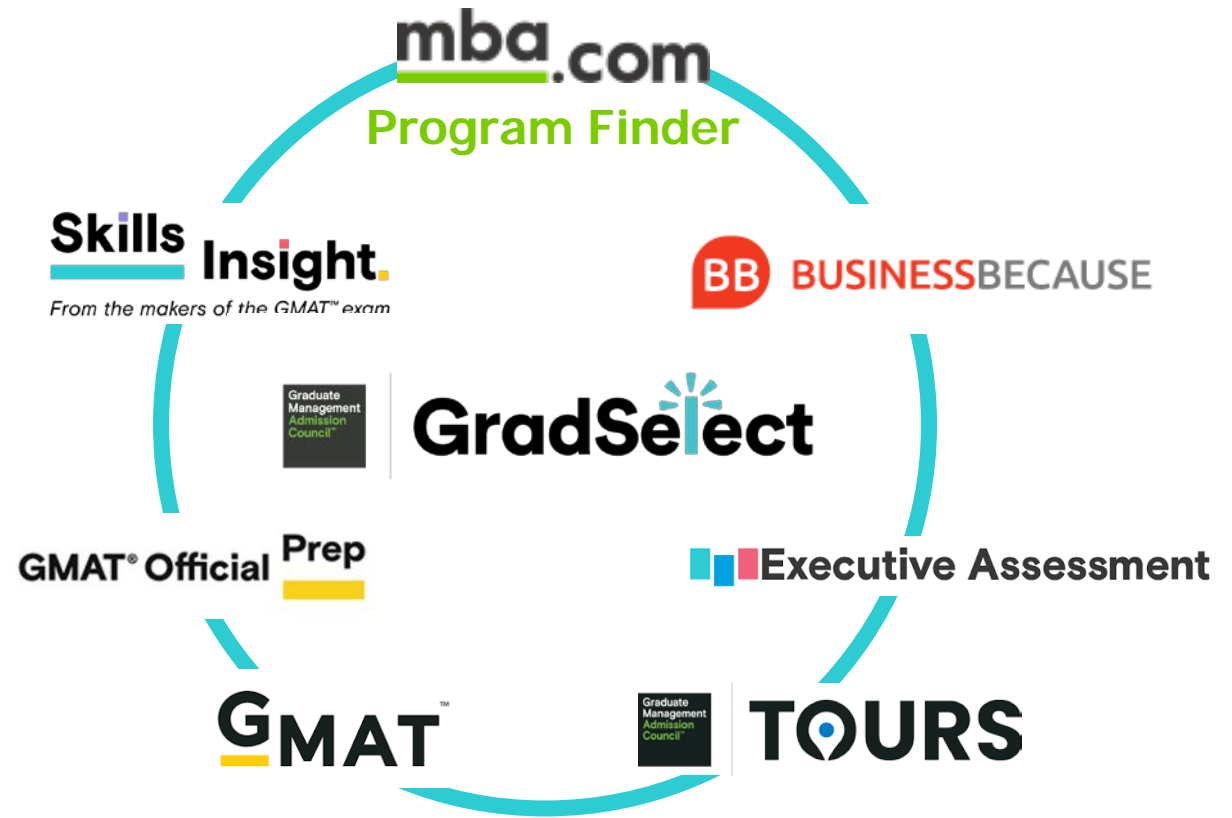 mba.com
Program Finder
Skills Insight.
From the makers of the GMAT™ exam
BB BUSINESSBECAUSE
Graduate
Management
Admission
Council™
GradSelect
GMAT® Official Prep
Executive Assessment
GMAT™
Graduate
Management
Admission
Council™
TOURS